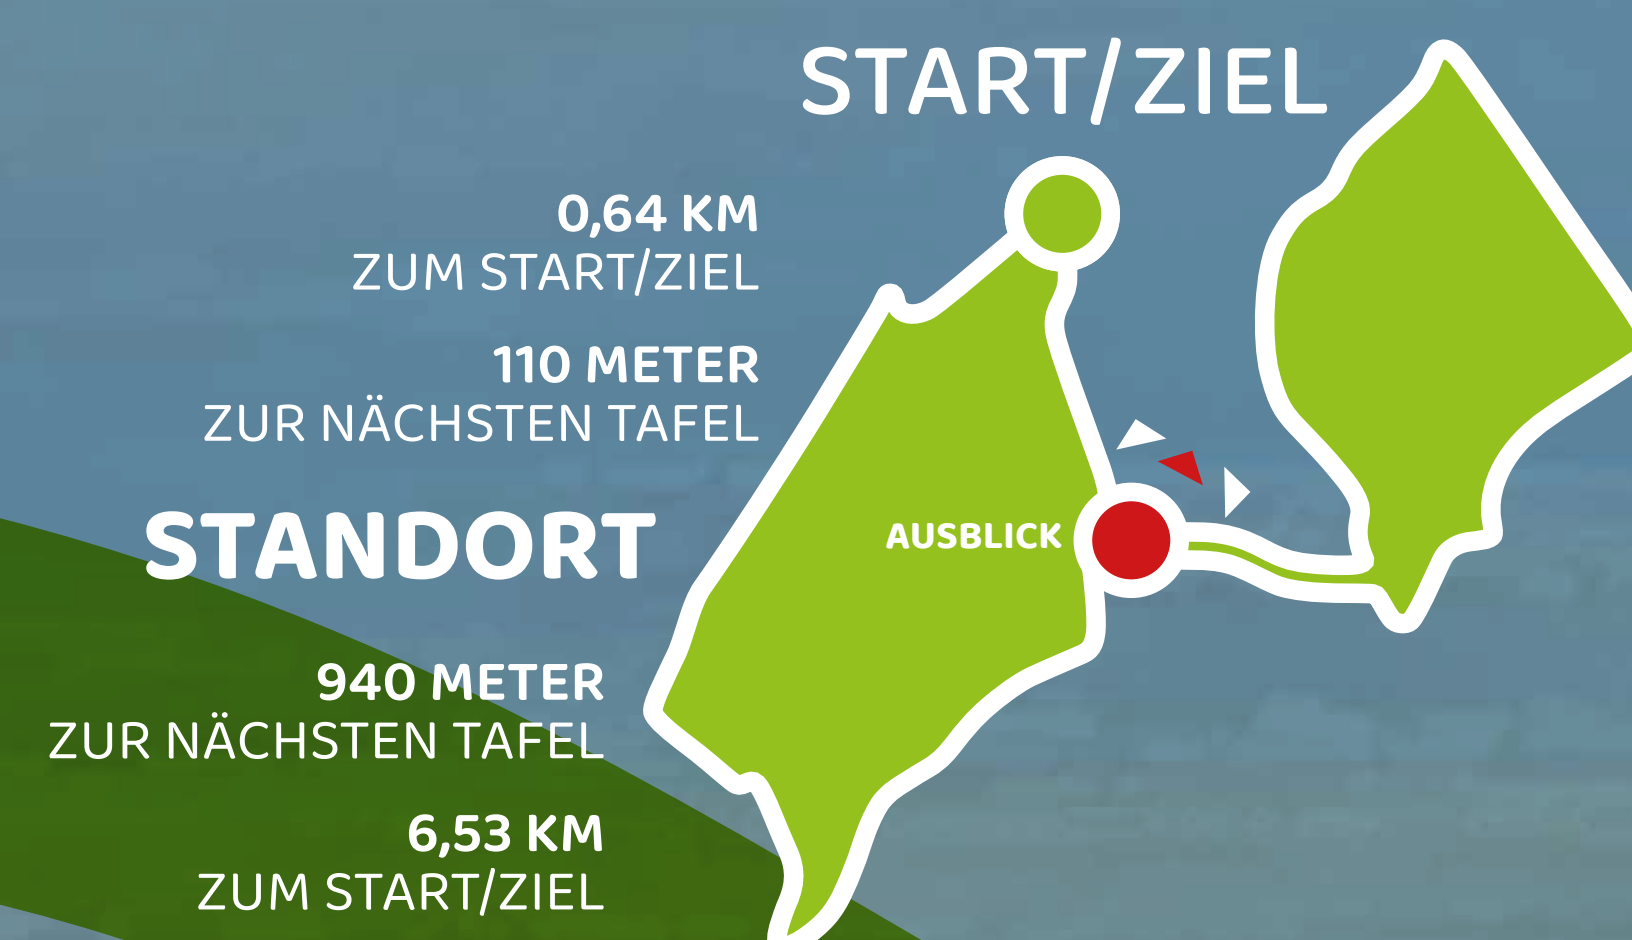 START/ZIEL
0,64 KM
ZUM START/ZIEL
110 METER
ZUR NÄCHSTEN TAFEL
STANDORT
AUSBLICK
940 METER
ZUR NÄCHSTEN TAFEL
6,53 KM
ZUM START/ZIEL